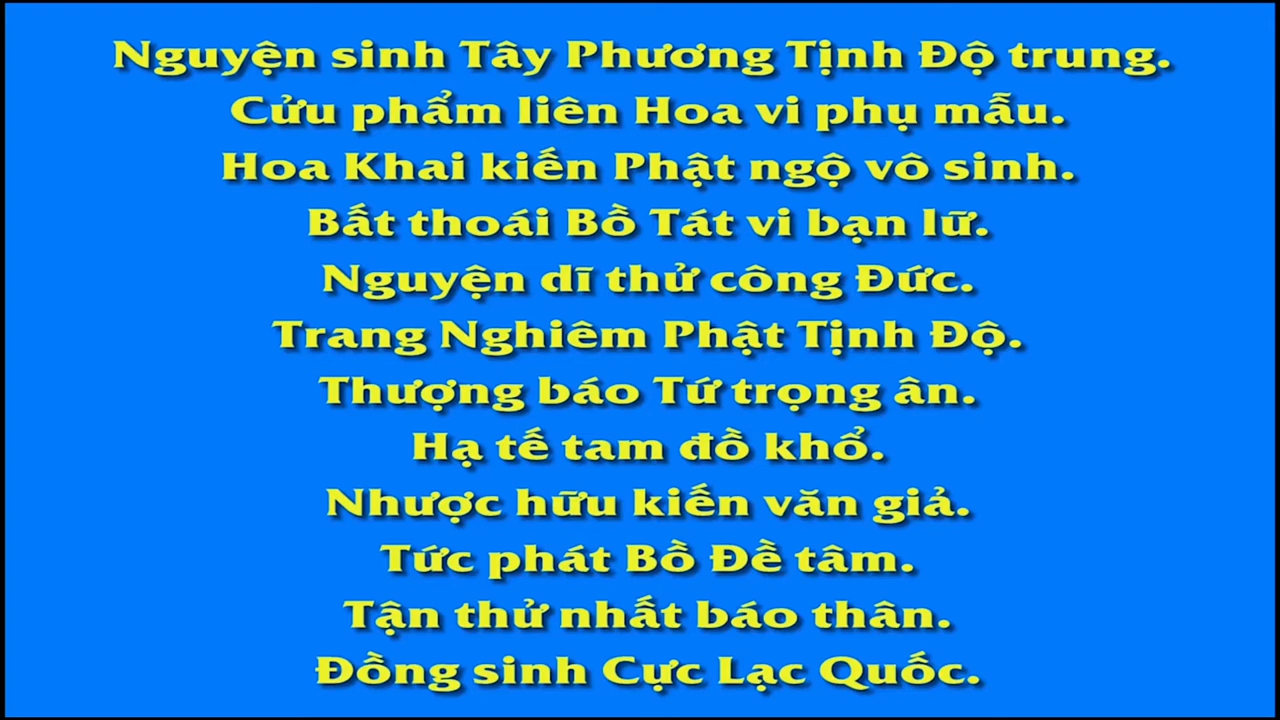 Nguyện sinh Tây Phương Tịnh Độ trung.
Cửu phẩm liên Hoa vi phụ mẫu.
Hoa Khai kiến Phật ngộ vô sinh.
Bất thoái Bồ Tát vi bạn lữ.
Nguyện dĩ thử công Đức.
Trang Nghiêm Phật Tịnh Độ.
Thượng báo Tứ trọng ân.
Hạ tế tam đồ khổ.
Nhược hữu kiến văn giả.
Tức phát Bồ Đề tâm.
Tận thử nhất báo thân.
Đồng sinh Cực Lạc Quốc.